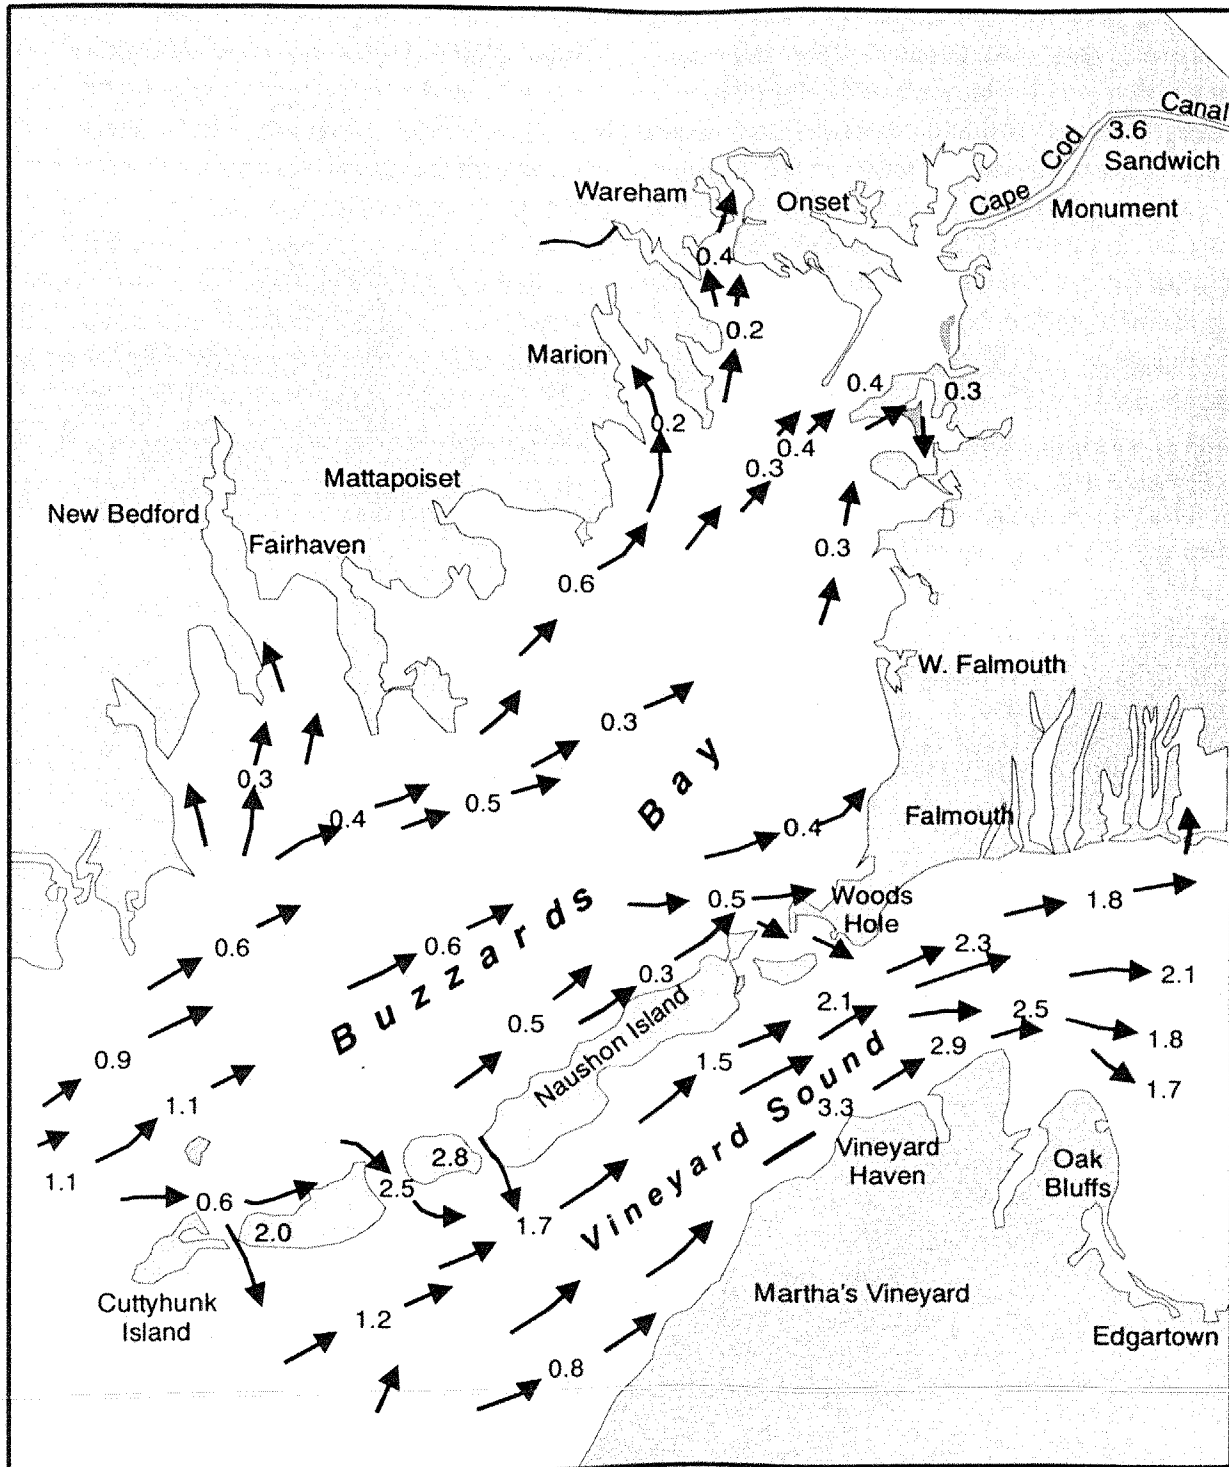 Canal
3.6
Cod
Sandwich
Cape
Monument
Wareham
Onset
0.4
0.2
Marion
0.4
0.3
0.2
0.4
0.3
Mattapoiset
New Bedford
Fairhaven
0.3
0.6
W. Falmouth
0.3
0.3
0.5
0.4
Bay
0.4
Falmouth
0.5
Woods
Hole
1.8
0.6
0.6
Buzzards
2.3
0.3
2.1
2.1
2.5
0.5
Naushon Island
1.8
0.9
1.5
2.9
1.7
1.1
3.3
Vineyard Sound
1.1
2.8
Vineyard
Haven
Oak
Bluffs
0.6
2.5
2.0
1.7
Cuttyhunk
Island
1.2
Martha's Vineyard
Edgartown
0.8